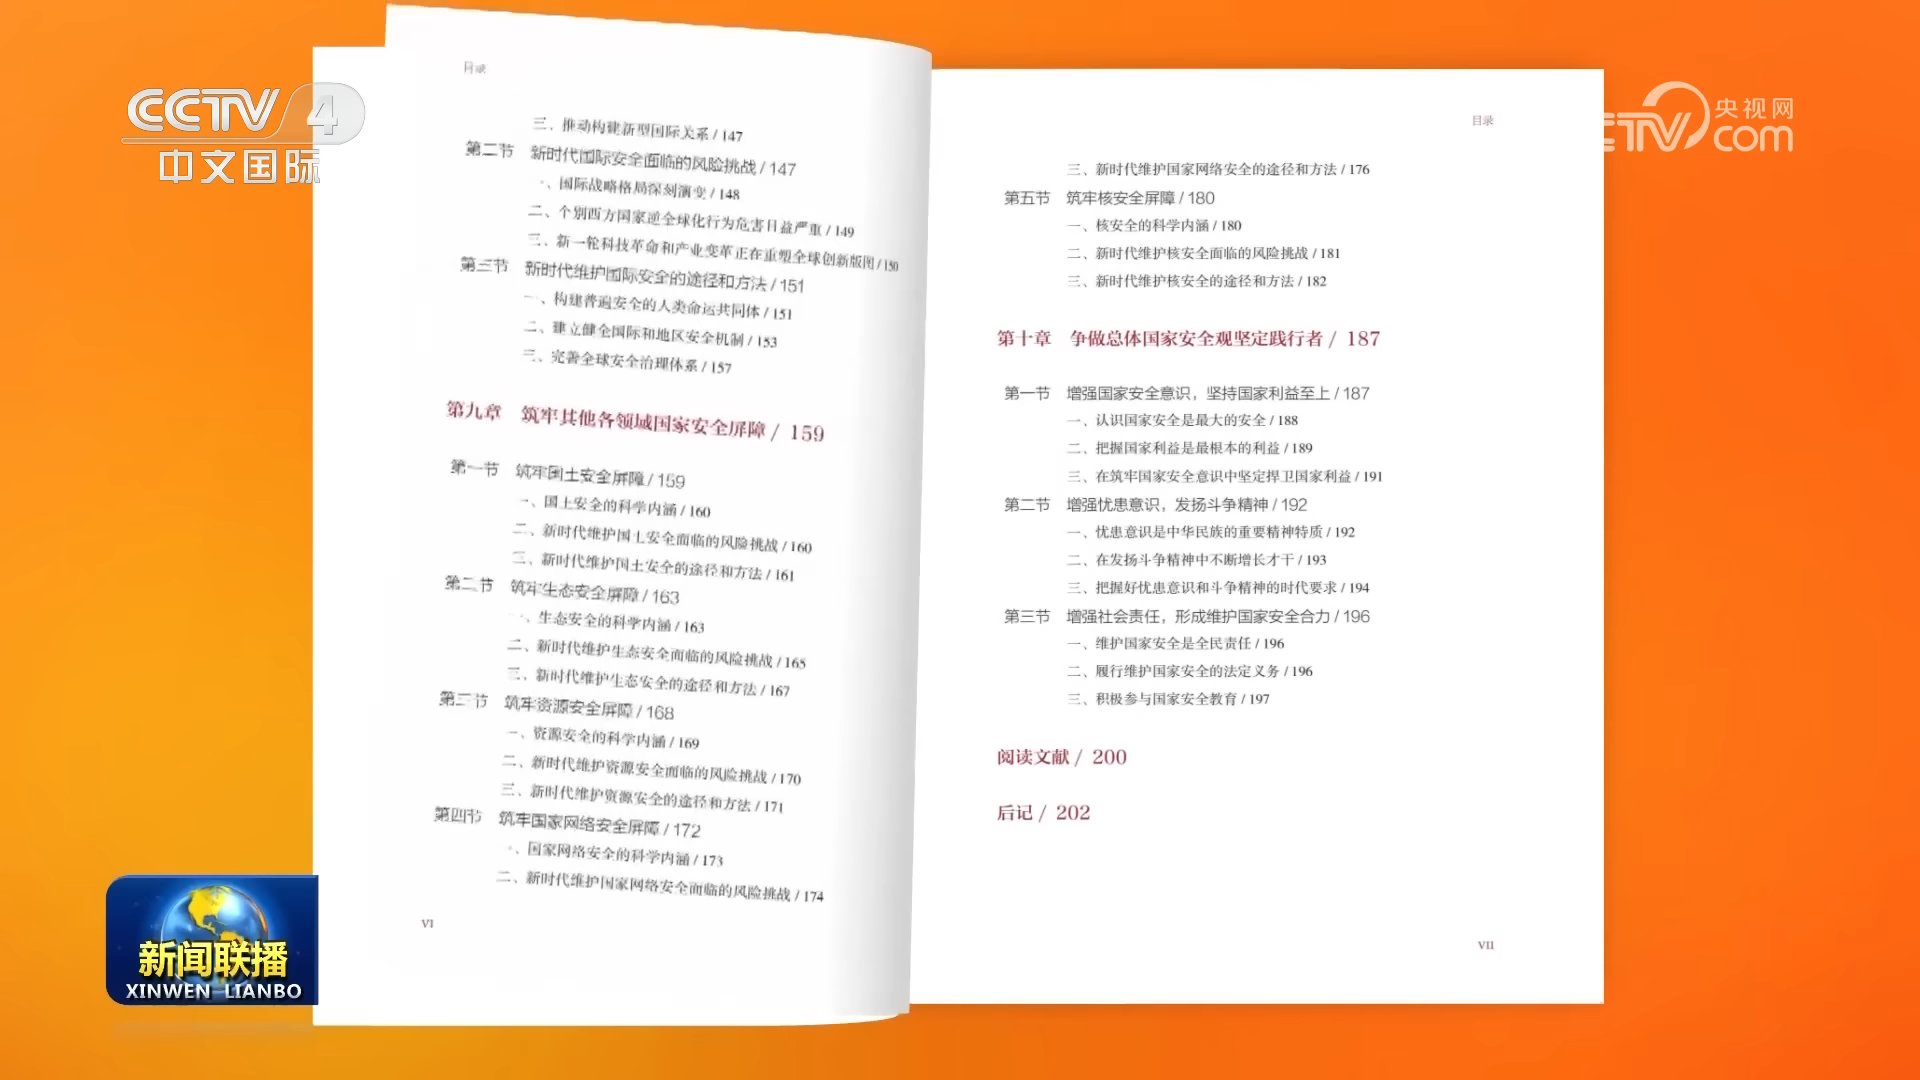 CCTV 4
中文国际
CCTV 央视网
com
目录
三、推动构建新型国际关系 / 147
第二节 新时代国际安全面临的风险挑战 / 147
一、国际战略格局深刻演变 / 148
二、个别西方国家逆全球化行为危害日益严重 / 149
三、新一轮科技革命和产业变革正在重塑全球创新版图 / 150
第三节 新时代维护国际安全的途径和方法 / 151
一、构建普遍安全的人类命运共同体 / 151
二、建立健全国际和地区安全机制 / 153
三、完善全球安全治理体系 / 157
第九章 筑牢其他各领域国家安全屏障 / 159
第一节 筑牢国土安全屏障 / 159
一、国土安全的科学内涵 / 160
二、新时代维护国土安全面临的风险挑战 / 160
三、新时代维护国土安全的途径和方法 / 161
第二节 筑牢生态安全屏障 / 163
一、生态安全的科学内涵 / 163
二、新时代维护生态安全面临的风险挑战 / 165
三、新时代维护生态安全的途径和方法 / 167
第三节 筑牢资源安全屏障 / 168
一、资源安全的科学内涵 / 169
二、新时代维护资源安全面临的风险挑战 / 170
三、新时代维护资源安全的途径和方法 / 171
第四节 筑牢国家网络安全屏障 / 172
一、国家网络安全的科学内涵 / 173
二、新时代维护国家网络安全面临的风险挑战 / 174
VI
目录
三、新时代维护国家网络安全的途径和方法 / 176
第五节 筑牢核安全屏障 / 180
一、核安全的科学内涵 / 180
二、新时代维护核安全面临的风险挑战 / 181
三、新时代维护核安全的途径和方法 / 182
第十章 争做总体国家安全观坚定践行者 / 187
第一节 增强国家安全意识，坚持国家利益至上 / 187
一、认识国家安全是最大的安全 / 188
二、把握国家利益是最根本的利益 / 189
三、在筑牢国家安全意识中坚定捍卫国家利益 / 191
第二节 增强忧患意识，发扬斗争精神 / 192
一、忧患意识是中华民族的重要精神特质 / 192
二、在发扬斗争精神中不断增长才干 / 193
三、把握好忧患意识和斗争精神的时代要求 / 194
第三节 增强社会责任，形成维护国家安全合力 / 196
一、维护国家安全是全民责任 / 196
二、履行维护国家安全的法定义务 / 196
三、积极参与国家安全教育 / 197
阅读文献 / 200
后记 / 202
VII
新闻联播
XINWEN LIANBO